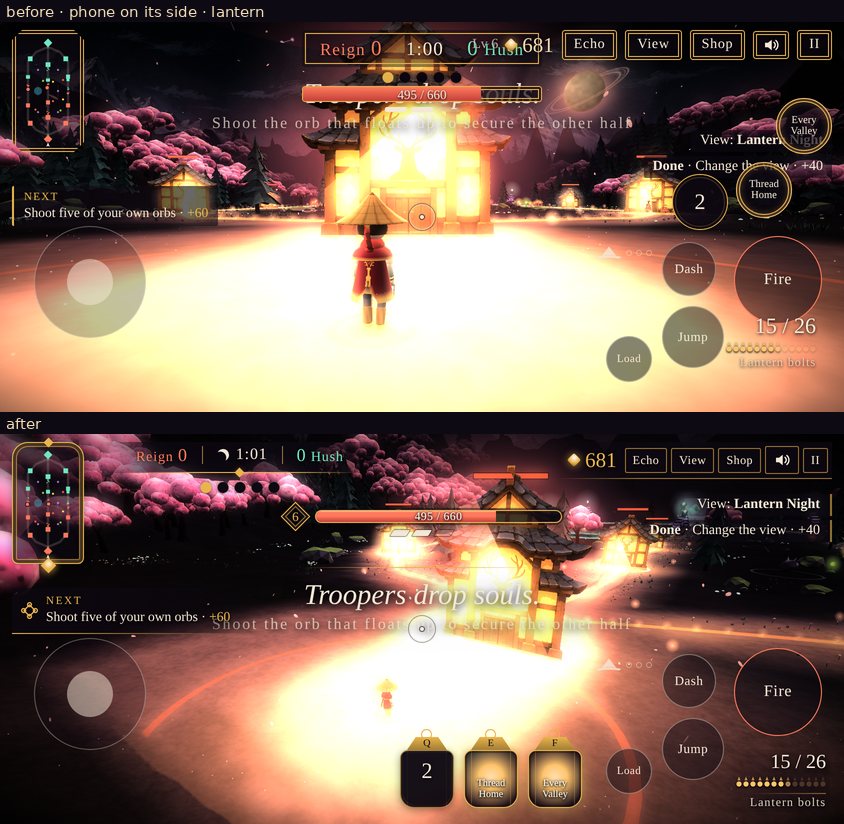 before · phone on its side · lantern
Reign 0 1:00 0 Hush
Lv 6 681 Echo View Shop II
495 / 660
Troopers drop souls.
Shoot the orb that floats up to secure the other half
Every Valley
View: Lantern Night
Done · Change the view · +40
Thread Home
2
NEXT
Shoot five of your own orbs · +60
Dash
Fire
15 / 26
Jump
Load
Lantern bolts
after
Reign 0 1:01 0 Hush
681 Echo View Shop II
6 495 / 660
View: Lantern Night
Done · Change the view · +40
Troopers drop souls.
NEXT
Shoot five of your own orbs · +60
Shoot the orb that floats up to secure the other half
Dash
Fire
Jump
Q E F
2
Thread Home
Every Valley
Load
15 / 26
Lantern bolts